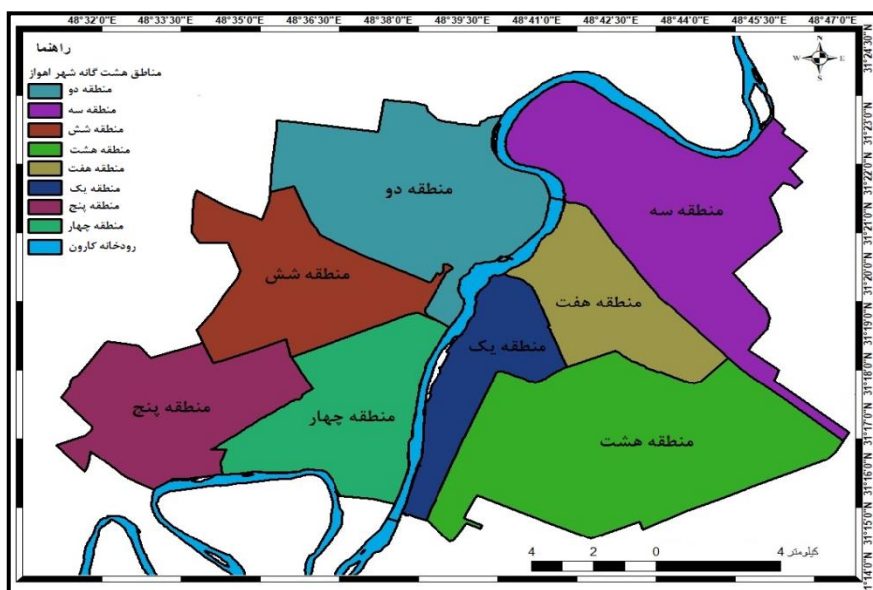 48°32'0"E 48°33'30"E 48°35'0"E 48°36'30"E 48°38'0"E 48°39'30"E 48°41'0"E 48°42'30"E 48°44'0"E 48°45'30"E 48°47'0"E
راهنما
مناطق هشت گانه شهر اهواز
منطقه دو
منطقه سه
منطقه شش
منطقه هشت
منطقه هفت
منطقه یک
منطقه پنج
منطقه چهار
رودخانه کارون
N
W E
S
منطقه دو
منطقه سه
منطقه شش
منطقه هفت
منطقه یک
منطقه پنج
منطقه چهار
منطقه هشت
4 2 0 4 کیلومتر
31°24'30"N
31°23'0"N
31°22'0"N
31°21'0"N
31°20'0"N
31°19'0"N
31°18'0"N
31°17'0"N
31°16'0"N
31°15'0"N
31°14'0"N